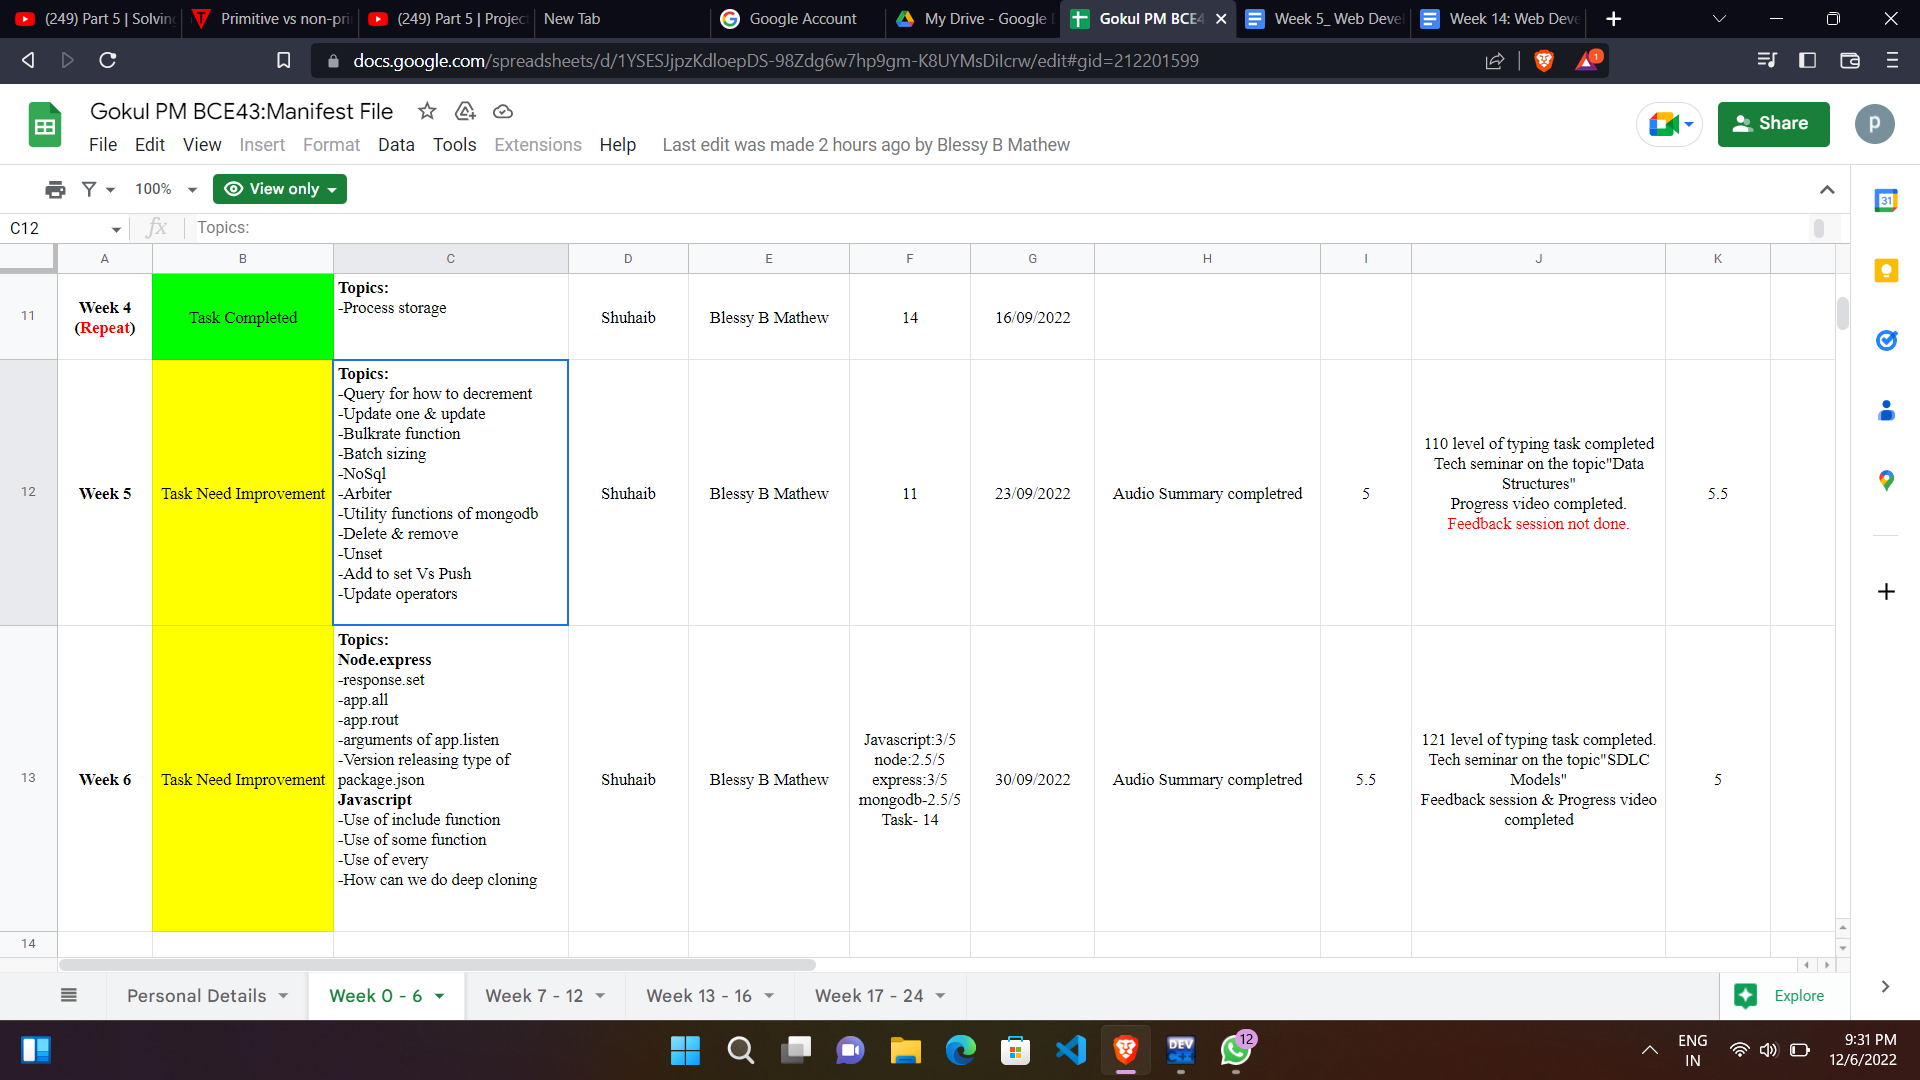 (249) Part 5 | Solvin
Primitive vs non-pri
(249) Part 5 | Projec
New Tab
Google Account
My Drive - Google
Gokul PM BCE4
Week 5_ Web Deve
Week 14: Web Deve
docs.google.com/spreadsheets/d/1YSESJjpzKdloepDS-98Zdg6w7hp9gm-K8UYMsDiIcrw/edit#gid=212201599
1
Gokul PM BCE43:Manifest File
File Edit View Insert Format Data Tools Extensions Help Last edit was made 2 hours ago by Blessy B Mathew
Share
p
100%
View only
31
C12
fx
Topics:
A B C D E F G H I J K
11
Week 4
(Repeat)
Task Completed
Topics:
-Process storage
Shuhaib
Blessy B Mathew
14
16/09/2022
12
Week 5
Task Need Improvement
Topics:
-Query for how to decrement
-Update one & update
-Bulkrate function
-Batch sizing
-NoSql
-Arbiter
-Utility functions of mongodb
-Delete & remove
-Unset
-Add to set Vs Push
-Update operators
Shuhaib
Blessy B Mathew
11
23/09/2022
Audio Summary completred
5
110 level of typing task completed
Tech seminar on the topic"Data
Structures"
Progress video completed.
Feedback session not done.
5.5
13
Week 6
Task Need Improvement
Topics:
Node.express
-response.set
-app.all
-app.rout
-arguments of app.listen
-Version releasing type of
package.json
Javascript
-Use of include function
-Use of some function
-Use of every
-How can we do deep cloning
Shuhaib
Blessy B Mathew
Javascript:3/5
node:2.5/5
express:3/5
mongodb-2.5/5
Task- 14
30/09/2022
Audio Summary completred
5.5
121 level of typing task completed.
Tech seminar on the topic"SDLC
Models"
Feedback session & Progress video
completed
5
14
Personal Details
Week 0 - 6
Week 7 - 12
Week 13 - 16
Week 17 - 24
Explore
DEV
C++
12
ENG
IN
9:31 PM
12/6/2022